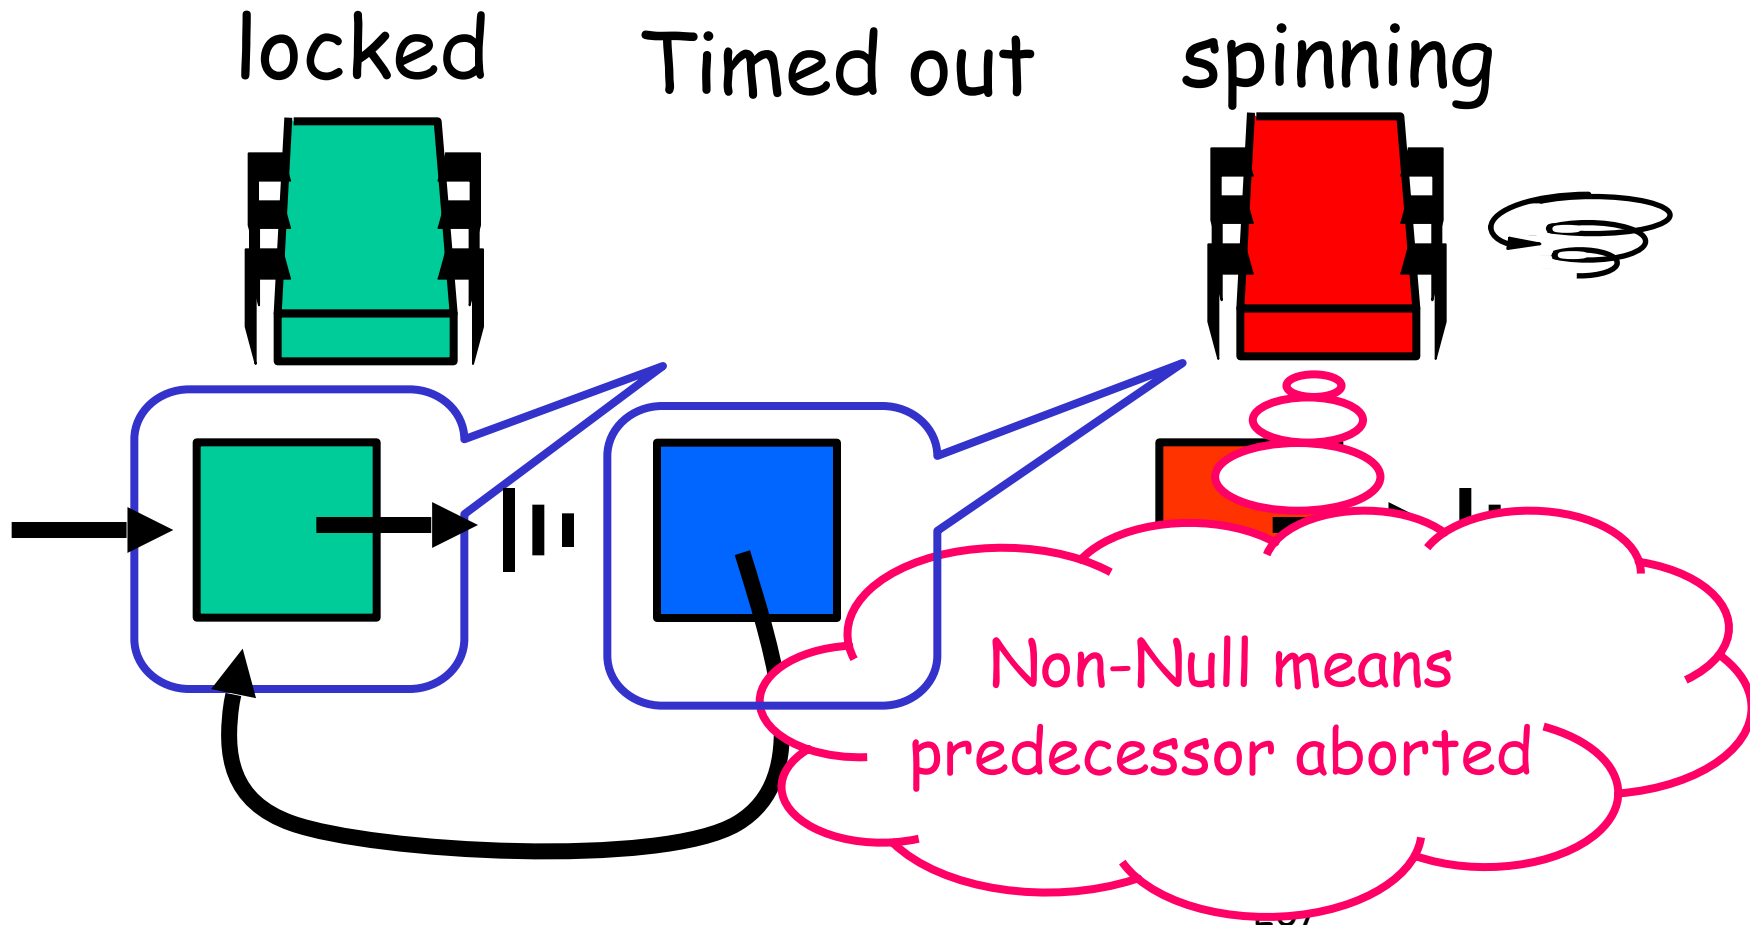 locked
Timed out
spinning
Non-Null means
predecessor aborted